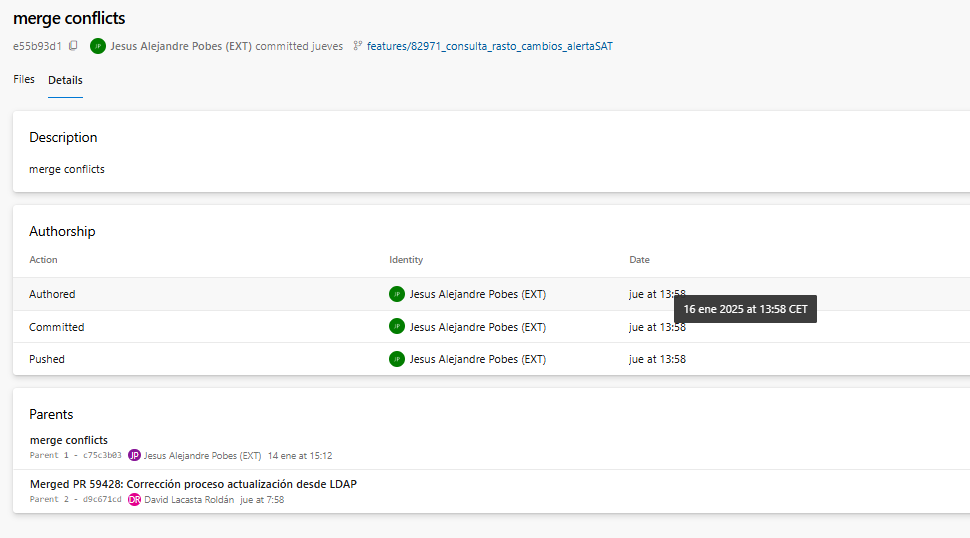 merge conflicts
e55b93d1 JP Jesus Alejandre Pobes (EXT) committed jueves features/82971_consulta_rasto_cambios_alertaSAT
Files Details
Description
merge conflicts
Authorship
Action Identity Date
Authored JP Jesus Alejandre Pobes (EXT) jue at 13:58
16 ene 2025 at 13:58 CET
Committed JP Jesus Alejandre Pobes (EXT) jue at 13:58
Pushed JP Jesus Alejandre Pobes (EXT) jue at 13:58
Parents
merge conflicts
Parent 1 - c75c3b03 JP Jesus Alejandre Pobes (EXT) 14 ene at 15:12
Merged PR 59428: Corrección proceso actualización desde LDAP
Parent 2 - d9c671cd DR David Lacasta Roldán jue at 7:58